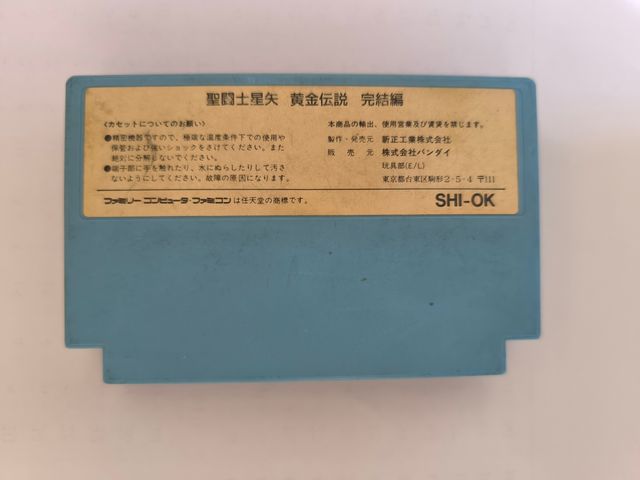 聖闘士星矢 黄金伝説 完結編
〈カセットについてのお願い〉
●精密機器ですので、極端な温度条件下での使用や
保管および強いショックをさけてください。また
絶対に分解しないでください。
●端子部に手を触れたり、水にぬらしたりして汚さ
ないようにしてください。故障の原因になります。
本商品の輸出、使用営業及び賃貸を禁じます。
製作・発売元 新正工業株式会社
販売元 株式会社バンダイ
玩具部(E/L)
東京都台東区駒形2-5-4 〒111
ファミリーコンピュータ・ファミコンは任天堂の商標です。
SHI-OK